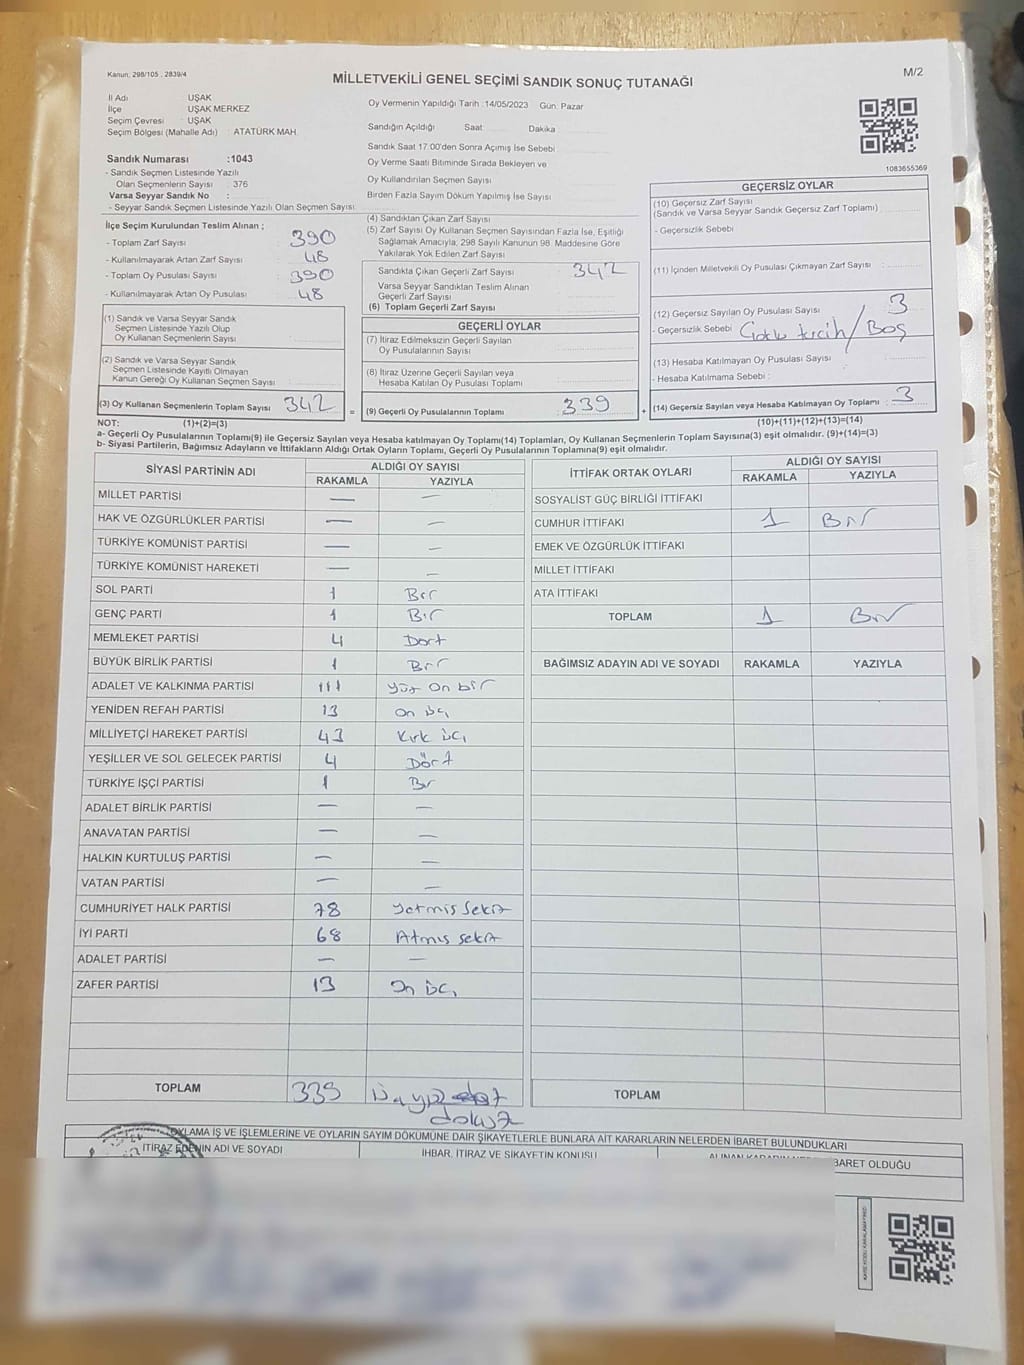 Kanun, 298/105 , 2839/4
MİLLETVEKİLİ GENEL SEÇİMİ SANDIK SONUÇ TUTANAĞI
M/2
İl Adı : UŞAK
İlçe : UŞAK MERKEZ
Seçim Çevresi : UŞAK
Seçim Bölgesi (Mahalle Adı) : ATATÜRK MAH.
Oy Vermenin Yapıldığı Tarih :14/05/2023 Gün: Pazar
Sandığın Açıldığı Saat Dakika
Sandık Saat 17:00'den Sonra Açımış İse Sebebi
Oy Verme Saati Bitiminde Sırada Bekleyen ve
Oy Kullandırılan Seçmen Sayısı
Birden Fazla Sayım Döküm Yapılmış İse Sayısı
1083655369
Sandık Numarası :1043
- Sandık Seçmen Listesinde Yazılı
Olan Seçmenlerin Sayısı : 376
Varsa Seyyar Sandık No :
- Seyyar Sandık Seçmen Listesinde Yazılı Olan Seçmen Sayısı
İlçe Seçim Kurulundan Teslim Alınan ;
- Toplam Zarf Sayısı 390
- Kullanılmayarak Artan Zarf Sayısı 48
- Toplam Oy Pusulası Sayısı 390
- Kullanılmayarak Artan Oy Pusulası 48
(1) Sandık ve Varsa Seyyar Sandık
Seçmen Listesinde Yazılı Olup
Oy Kullanan Seçmenlerin Sayısı
(2) Sandık ve Varsa Seyyar Sandık
Seçmen Listesinde Kayıtlı Olmayan
Kanun Gereği Oy Kullanan Seçmen Sayısı
(3) Oy Kullanan Seçmenlerin Toplam Sayısı 342 =
(4) Sandıktan Çıkan Zarf Sayısı
(5) Zarf Sayısı Oy Kullanan Seçmen Sayısından Fazla İse, Eşitliği
Sağlamak Amacıyla; 298 Sayılı Kanunun 98. Maddesine Göre
Yakılarak Yok Edilen Zarf Sayısı
Sandıkta Çıkan Geçerli Zarf Sayısı 342
Varsa Seyyar Sandıktan Teslim Alınan
Geçerli Zarf Sayısı
(6) Toplam Geçerli Zarf Sayısı
GEÇERLİ OYLAR
(7) İtiraz Edilmeksizin Geçerli Sayılan
Oy Pusulalarının Sayısı
(8) İtiraz Üzerine Geçerli Sayılan veya
Hesaba Katılan Oy Pusulası Toplamı
(9) Geçerli Oy Pusulalarının Toplamı : 339 +
GEÇERSİZ OYLAR
(10) Geçersiz Zarf Sayısı
(Sandık ve Varsa Seyyar Sandık Geçersiz Zarf Toplamı)
- Geçersizlik Sebebi
(11) İçinden Milletvekili Oy Pusulası Çıkmayan Zarf Sayısı
(12) Geçersiz Sayılan Oy Pusulası Sayısı 3
- Geçersizlik Sebebi Çoklu tercih/Boş
(13) Hesaba Katılmayan Oy Pusulası Sayısı
- Hesaba Katılmama Sebebi :
(14) Geçersiz Sayılan veya Hesaba Katılmayan Oy Toplamı : 3
NOT: (1)+(2)=(3)
(10)+(11)+(12)+(13)=(14)
a- Geçerli Oy Pusulalarının Toplamı(9) ile Geçersiz Sayılan veya Hesaba katılmayan Oy Toplamı(14) Toplamları, Oy Kullanan Seçmenlerin Toplam Sayısına(3) eşit olmalıdır. (9)+(14)=(3)
b- Siyasi Partilerin, Bağımsız Adayların ve İttifakların Aldığı Oyların Toplamı, Geçerli Oy Pusulalarının Toplamına(9) eşit olmalıdır.
SİYASİ PARTİNİN ADI ALDIĞI OY SAYISI
RAKAMLA YAZIYLA
MİLLET PARTİSİ — —
HAK VE ÖZGÜRLÜKLER PARTİSİ — —
TÜRKİYE KOMÜNİST PARTİSİ — —
TÜRKİYE KOMÜNİST HAREKETİ — —
SOL PARTİ 1 Bir
GENÇ PARTİ 1 Bir
MEMLEKET PARTİSİ 4 Dört
BÜYÜK BİRLİK PARTİSİ 1 Bir
ADALET VE KALKINMA PARTİSİ 111 Yüz On bir
YENİDEN REFAH PARTİSİ 13 On üç
MİLLİYETÇİ HAREKET PARTİSİ 43 Kırk üç
YEŞİLLER VE SOL GELECEK PARTİSİ 4 Dört
TÜRKİYE İŞÇİ PARTİSİ 1 Bir
ADALET BİRLİK PARTİSİ — —
ANAVATAN PARTİSİ — —
HALKIN KURTULUŞ PARTİSİ — —
VATAN PARTİSİ — —
CUMHURİYET HALK PARTİSİ 78 Yetmiş Sekiz
İYİ PARTİ 68 Atmış sekiz
ADALET PARTİSİ — —
ZAFER PARTİSİ 13 On üç
TOPLAM 339 Üç yüz otuz
dokuz
İTTİFAK ORTAK OYLARI ALDIĞI OY SAYISI
RAKAMLA YAZIYLA
SOSYALİST GÜÇ BİRLİĞİ İTTİFAKI
CUMHUR İTTİFAKI 1 Bir
EMEK VE ÖZGÜRLÜK İTTİFAKI
MİLLET İTTİFAKI
ATA İTTİFAKI
TOPLAM 1 Bir
BAĞIMSIZ ADAYIN ADI VE SOYADI RAKAMLA YAZIYLA
TOPLAM
OYLAMA İŞ VE İŞLEMLERİNE VE OYLARIN SAYIM DÖKÜMÜNE DAİR ŞİKAYETLERLE BUNLARA AİT KARARLARIN NELERDEN İBARET BULUNDUKLARI
İTİRAZ EDENİN ADI VE SOYADI
İHBAR, İTİRAZ VE ŞİKAYETİN KONUSU
İBARET OLDUĞU